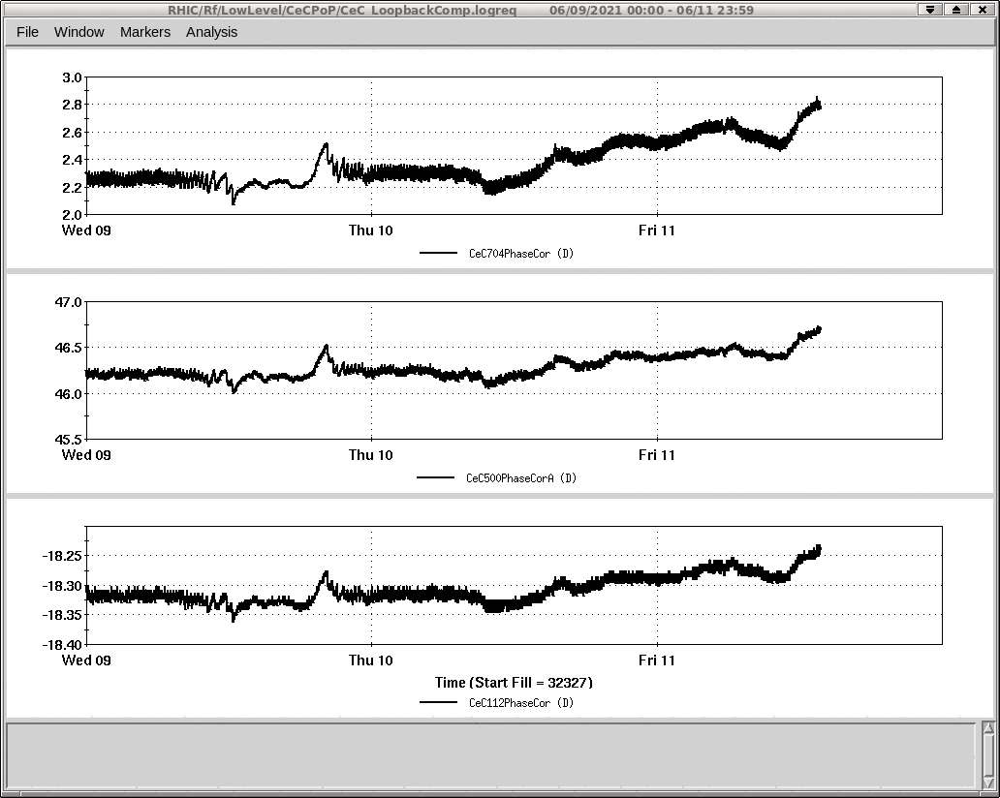 RHIC/Rf/LowLevel/CeCPoP/CeC LoopbackComp.logreq 06/09/2021 00:00 - 06/11 23:59
File Window Markers Analysis
3.0
2.8
2.6
2.4
2.2
2.0
Wed 09 Thu 10 Fri 11
CeC704PhaseCor (D)
47.0
46.5
46.0
45.5
Wed 09 Thu 10 Fri 11
CeC500PhaseCorA (D)
-18.25
-18.30
-18.35
-18.40
Wed 09 Thu 10 Fri 11
Time (Start Fill = 32327)
CeC112PhaseCor (D)